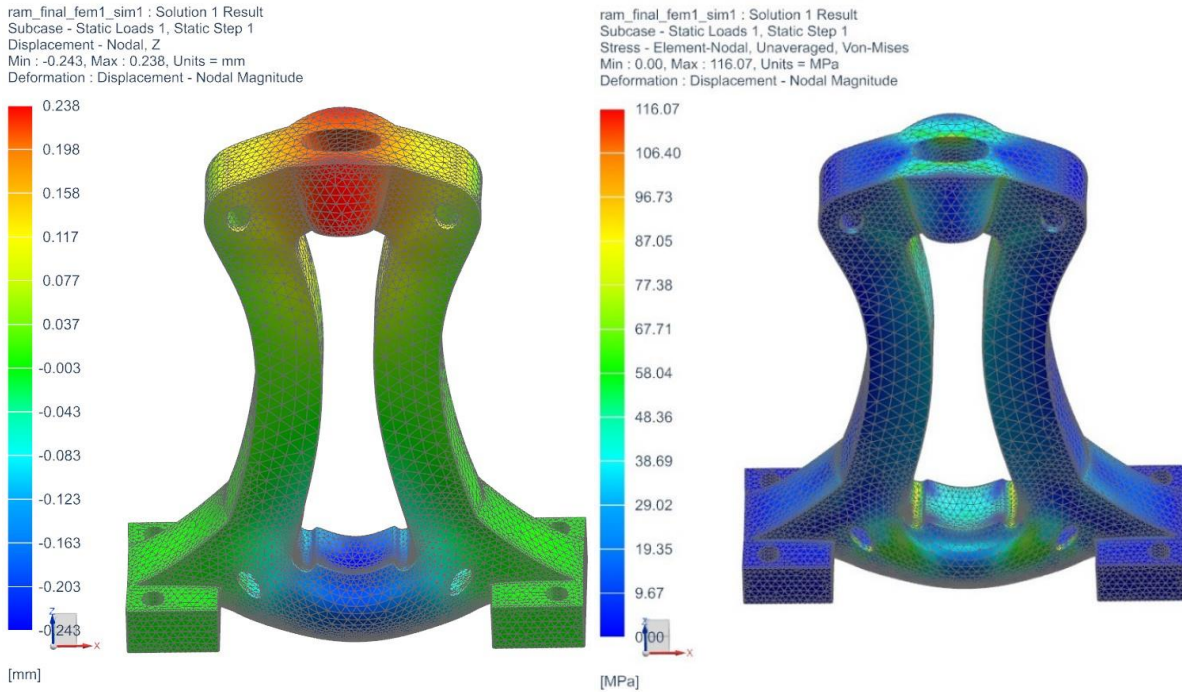 ram_final_fem1_sim1 : Solution 1 Result
Subcase - Static Loads 1, Static Step 1
Displacement - Nodal, Z
Min : -0.243, Max : 0.238, Units = mm
Deformation : Displacement - Nodal Magnitude
0.238
0.198
0.158
0.117
0.077
0.037
-0.003
-0.043
-0.083
-0.123
-0.163
-0.203
-0.243
Z
X
[mm]
ram_final_fem1_sim1 : Solution 1 Result
Subcase - Static Loads 1, Static Step 1
Stress - Element-Nodal, Unaveraged, Von-Mises
Min : 0.00, Max : 116.07, Units = MPa
Deformation : Displacement - Nodal Magnitude
116.07
106.40
96.73
87.05
77.38
67.71
58.04
48.36
38.69
29.02
19.35
9.67
0.00
Z
X
[MPa]